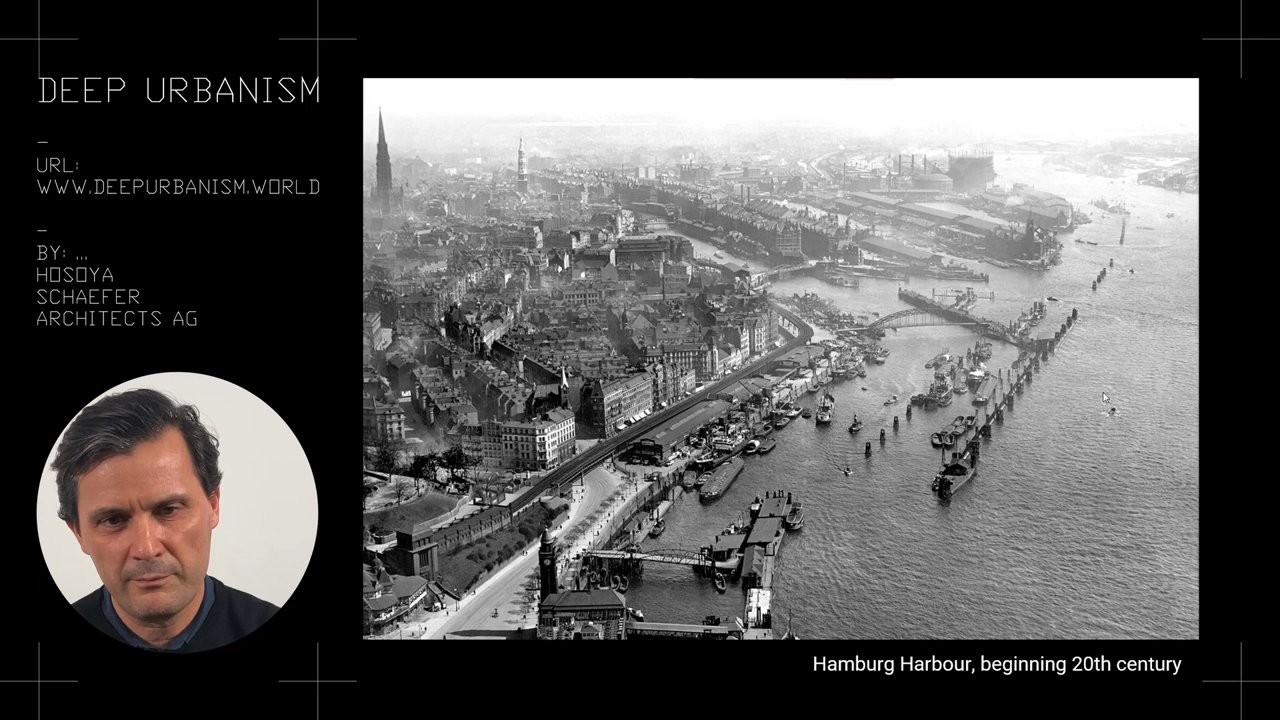 DEEP URBANISM
–
URL:
WWW.DEEPURBANISM.WORLD
–
BY: ...
HOSOYA
SCHAEFER
ARCHITECTS AG
Hamburg Harbour, beginning 20th century